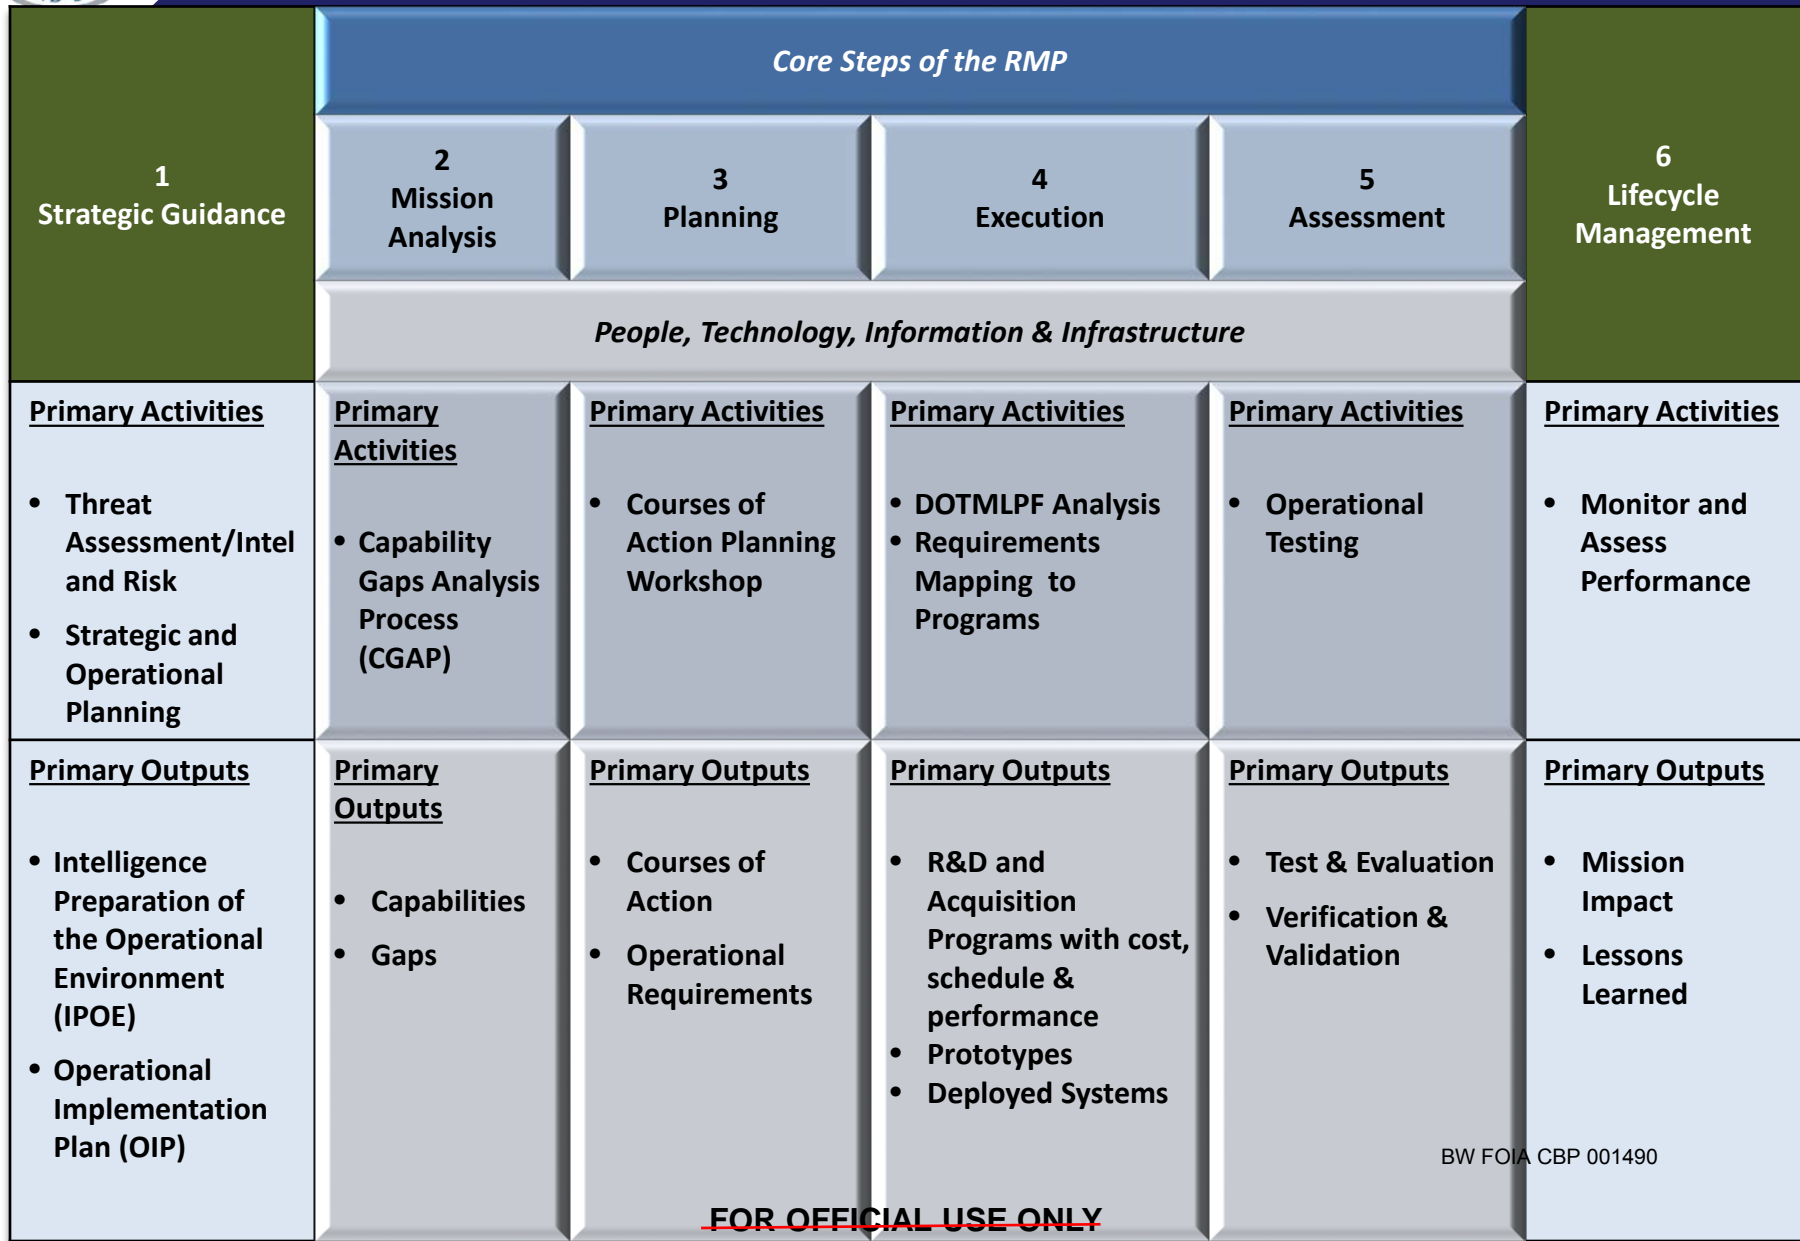 Core Steps of the RMP
1
Strategic Guidance
2
Mission
Analysis
3
Planning
4
Execution
5
Assessment
6
Lifecycle
Management
People, Technology, Information & Infrastructure
Primary Activities
• Threat
Assessment/Intel
and Risk
• Strategic and
Operational
Planning
Primary
Activities
• Capability
Gaps Analysis
Process
(CGAP)
Primary Activities
• Courses of
Action Planning
Workshop
Primary Activities
• DOTMLPF Analysis
• Requirements
Mapping to
Programs
Primary Activities
• Operational
Testing
Primary Activities
• Monitor and
Assess
Performance
Primary Outputs
• Intelligence
Preparation of
the Operational
Environment
(IPOE)
• Operational
Implementation
Plan (OIP)
Primary
Outputs
• Capabilities
• Gaps
Primary Outputs
• Courses of
Action
• Operational
Requirements
Primary Outputs
• R&D and
Acquisition
Programs with cost,
schedule &
performance
• Prototypes
• Deployed Systems
Primary Outputs
• Test & Evaluation
• Verification &
Validation
Primary Outputs
• Mission
Impact
• Lessons
Learned
BW FOIA CBP 001490
FOR OFFICIAL USE ONLY